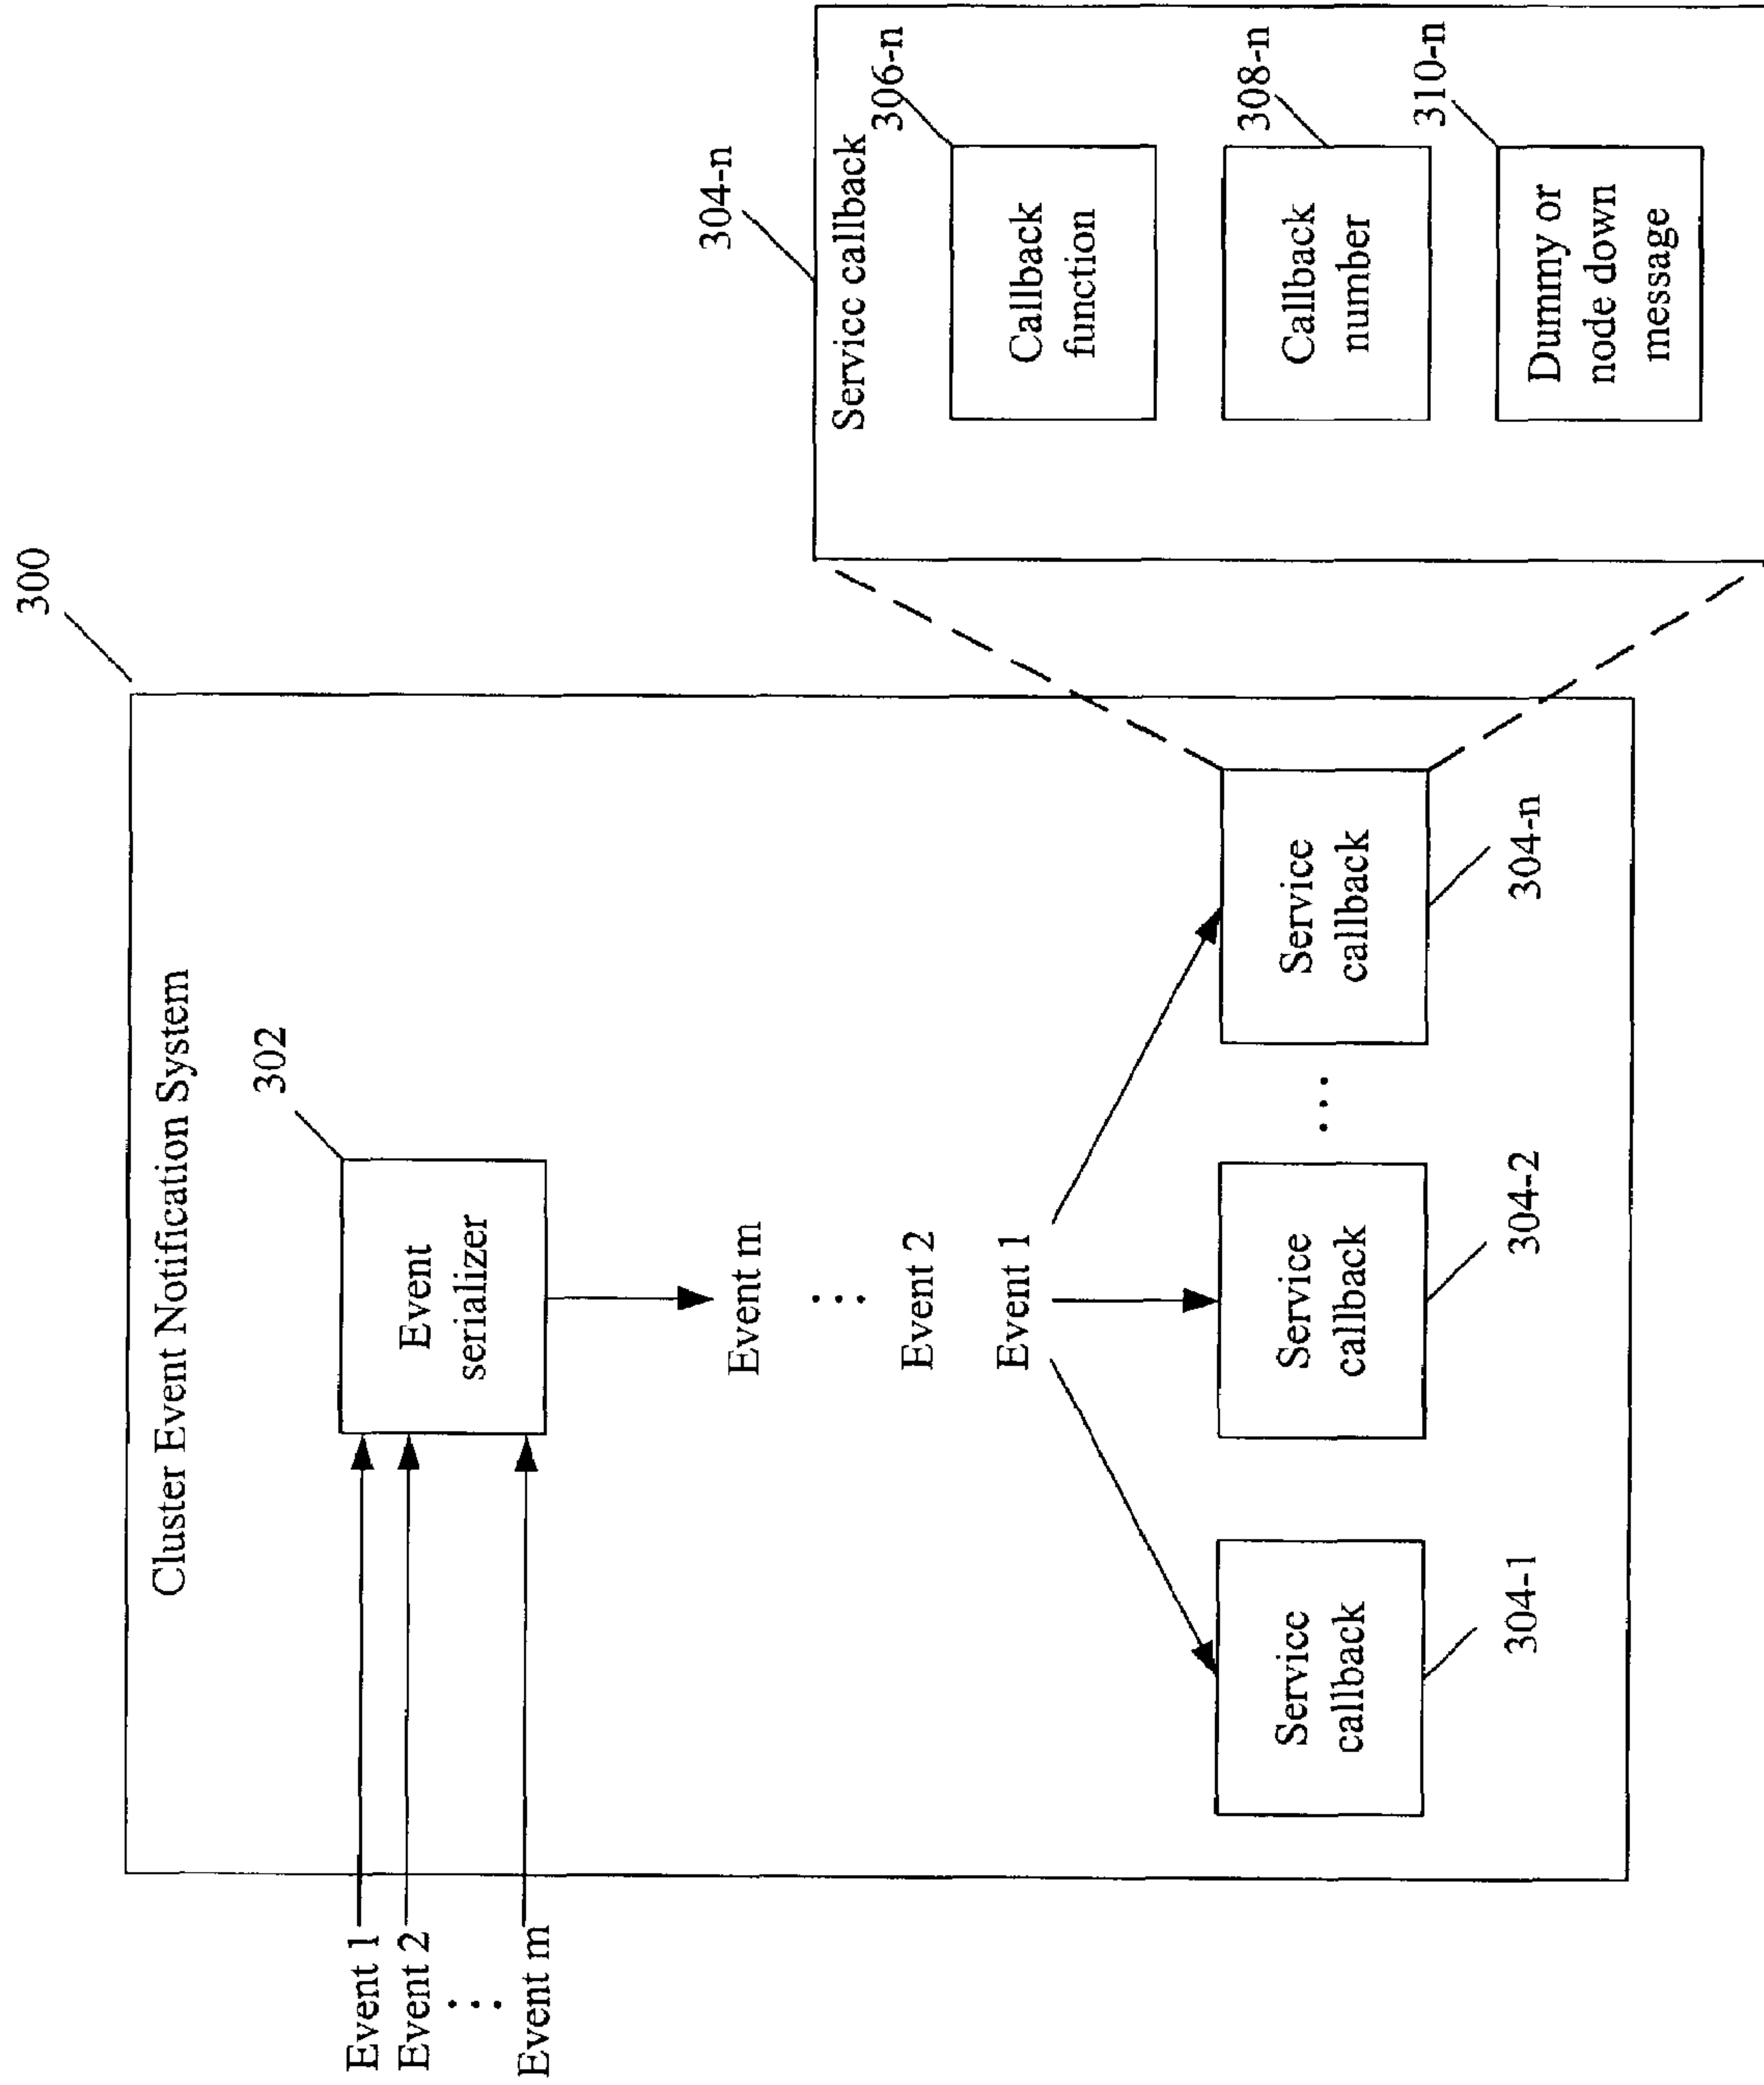 300
Cluster Event Notification System
302
Event 1
Event 2
Event m
Event
serializer
Event m
Event 2
Event 1
Service
callback
304-1
Service
callback
304-2
Service
callback
304-n
304-n
Service callback
306-n
Callback
function
308-n
Callback
number
310-n
Dummy or
node down
message